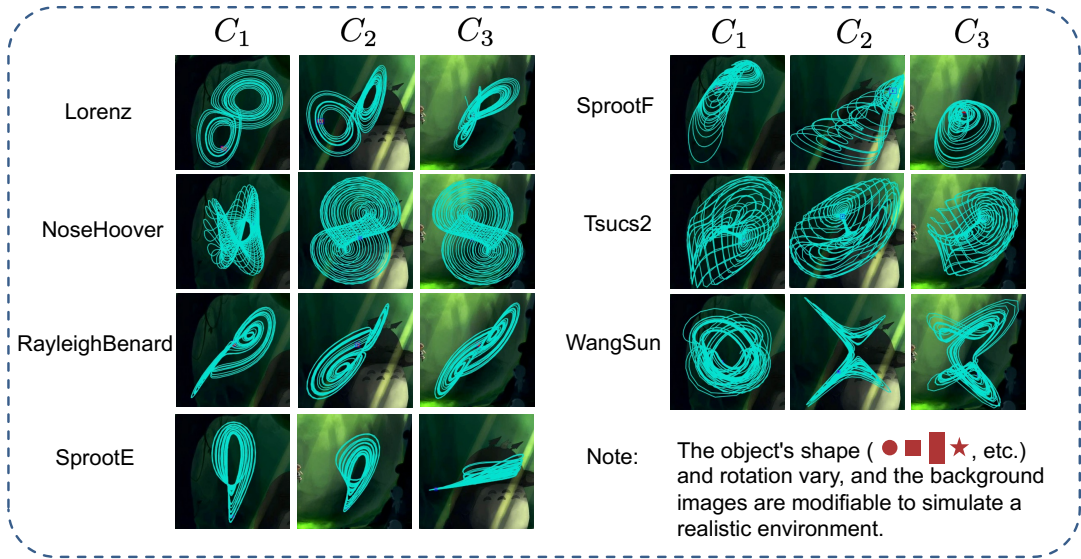 C₁ C₂ C₃
Lorenz
NoseHoover
RayleighBenard
SprootE
C₁ C₂ C₃
SprootF
Tsucs2
WangSun
Note:
The object's shape ( , etc.)
and rotation vary, and the background
images are modifiable to simulate a
realistic environment.